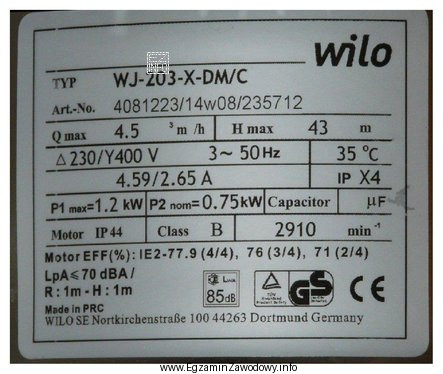 wilo
TYP WJ-203-X-DM/C
Art.-No. 4081223/14w08/235712
Q max 4.5 ³m /h H max 43 m
Δ 230/Y400 V 3~ 50 Hz 35 °C
4.59/2.65 A IP X4
P1 max=1.2 kW P2 nom=0.75kW Capacitor µF
Motor IP 44 Class B 2910 min⁻¹
Motor EFF(%): IE2-77.9 (4/4), 76 (3/4), 71 (2/4)
LpA≤70 dBA/
R : 1m - H : 1m
85dB
GS
CE
Made in PRC
WILO SE Nortkirchenstraße 100 44263 Dortmund Germany
www.EgzaminZawodowy.info